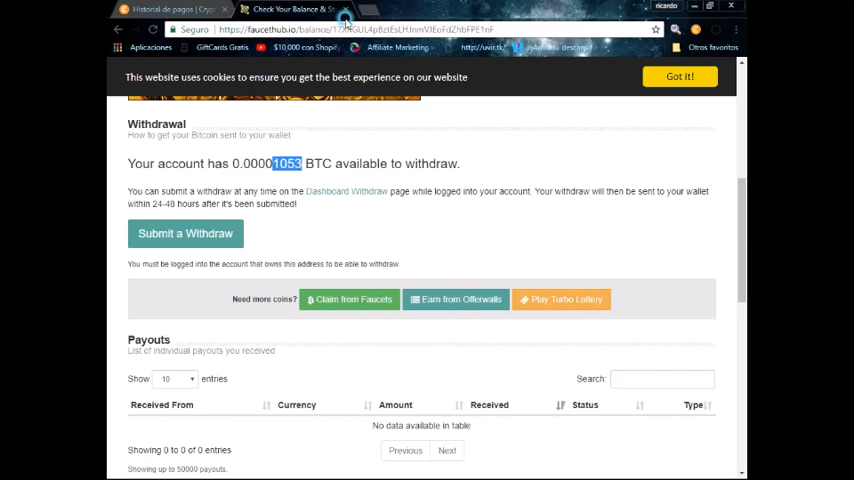 Historial de pagos | Cryp
Check Your Balance & S
ricardo
Seguro
https://faucethub.io/balance/
Aplicaciones
GiftCards Gratis
$10,000 con Shopif
Affiliate Marketing
http://uvir.tk
Otros favoritos
This website uses cookies to ensure you get the best experience on our website
Got it!
Withdrawal
How to get your Bitcoin sent to your wallet
Your account has 0.00001053 BTC available to withdraw.
You can submit a withdraw at any time on the Dashboard Withdraw page while logged into your account. Your withdraw will then be sent to your wallet
within 24-48 hours after it's been submitted!
Submit a Withdraw
You must be logged into the account that owns this address to be able to withdraw.
Need more coins?
Claim from Faucets
Earn from Offerwalls
Play Turbo Lottery
Payouts
List of individual payouts you received
Show 10 entries
Search:
Received From Currency Amount Received Status Type
No data available in table
Showing 0 to 0 of 0 entries
Previous Next
Showing up to 50000 payouts.